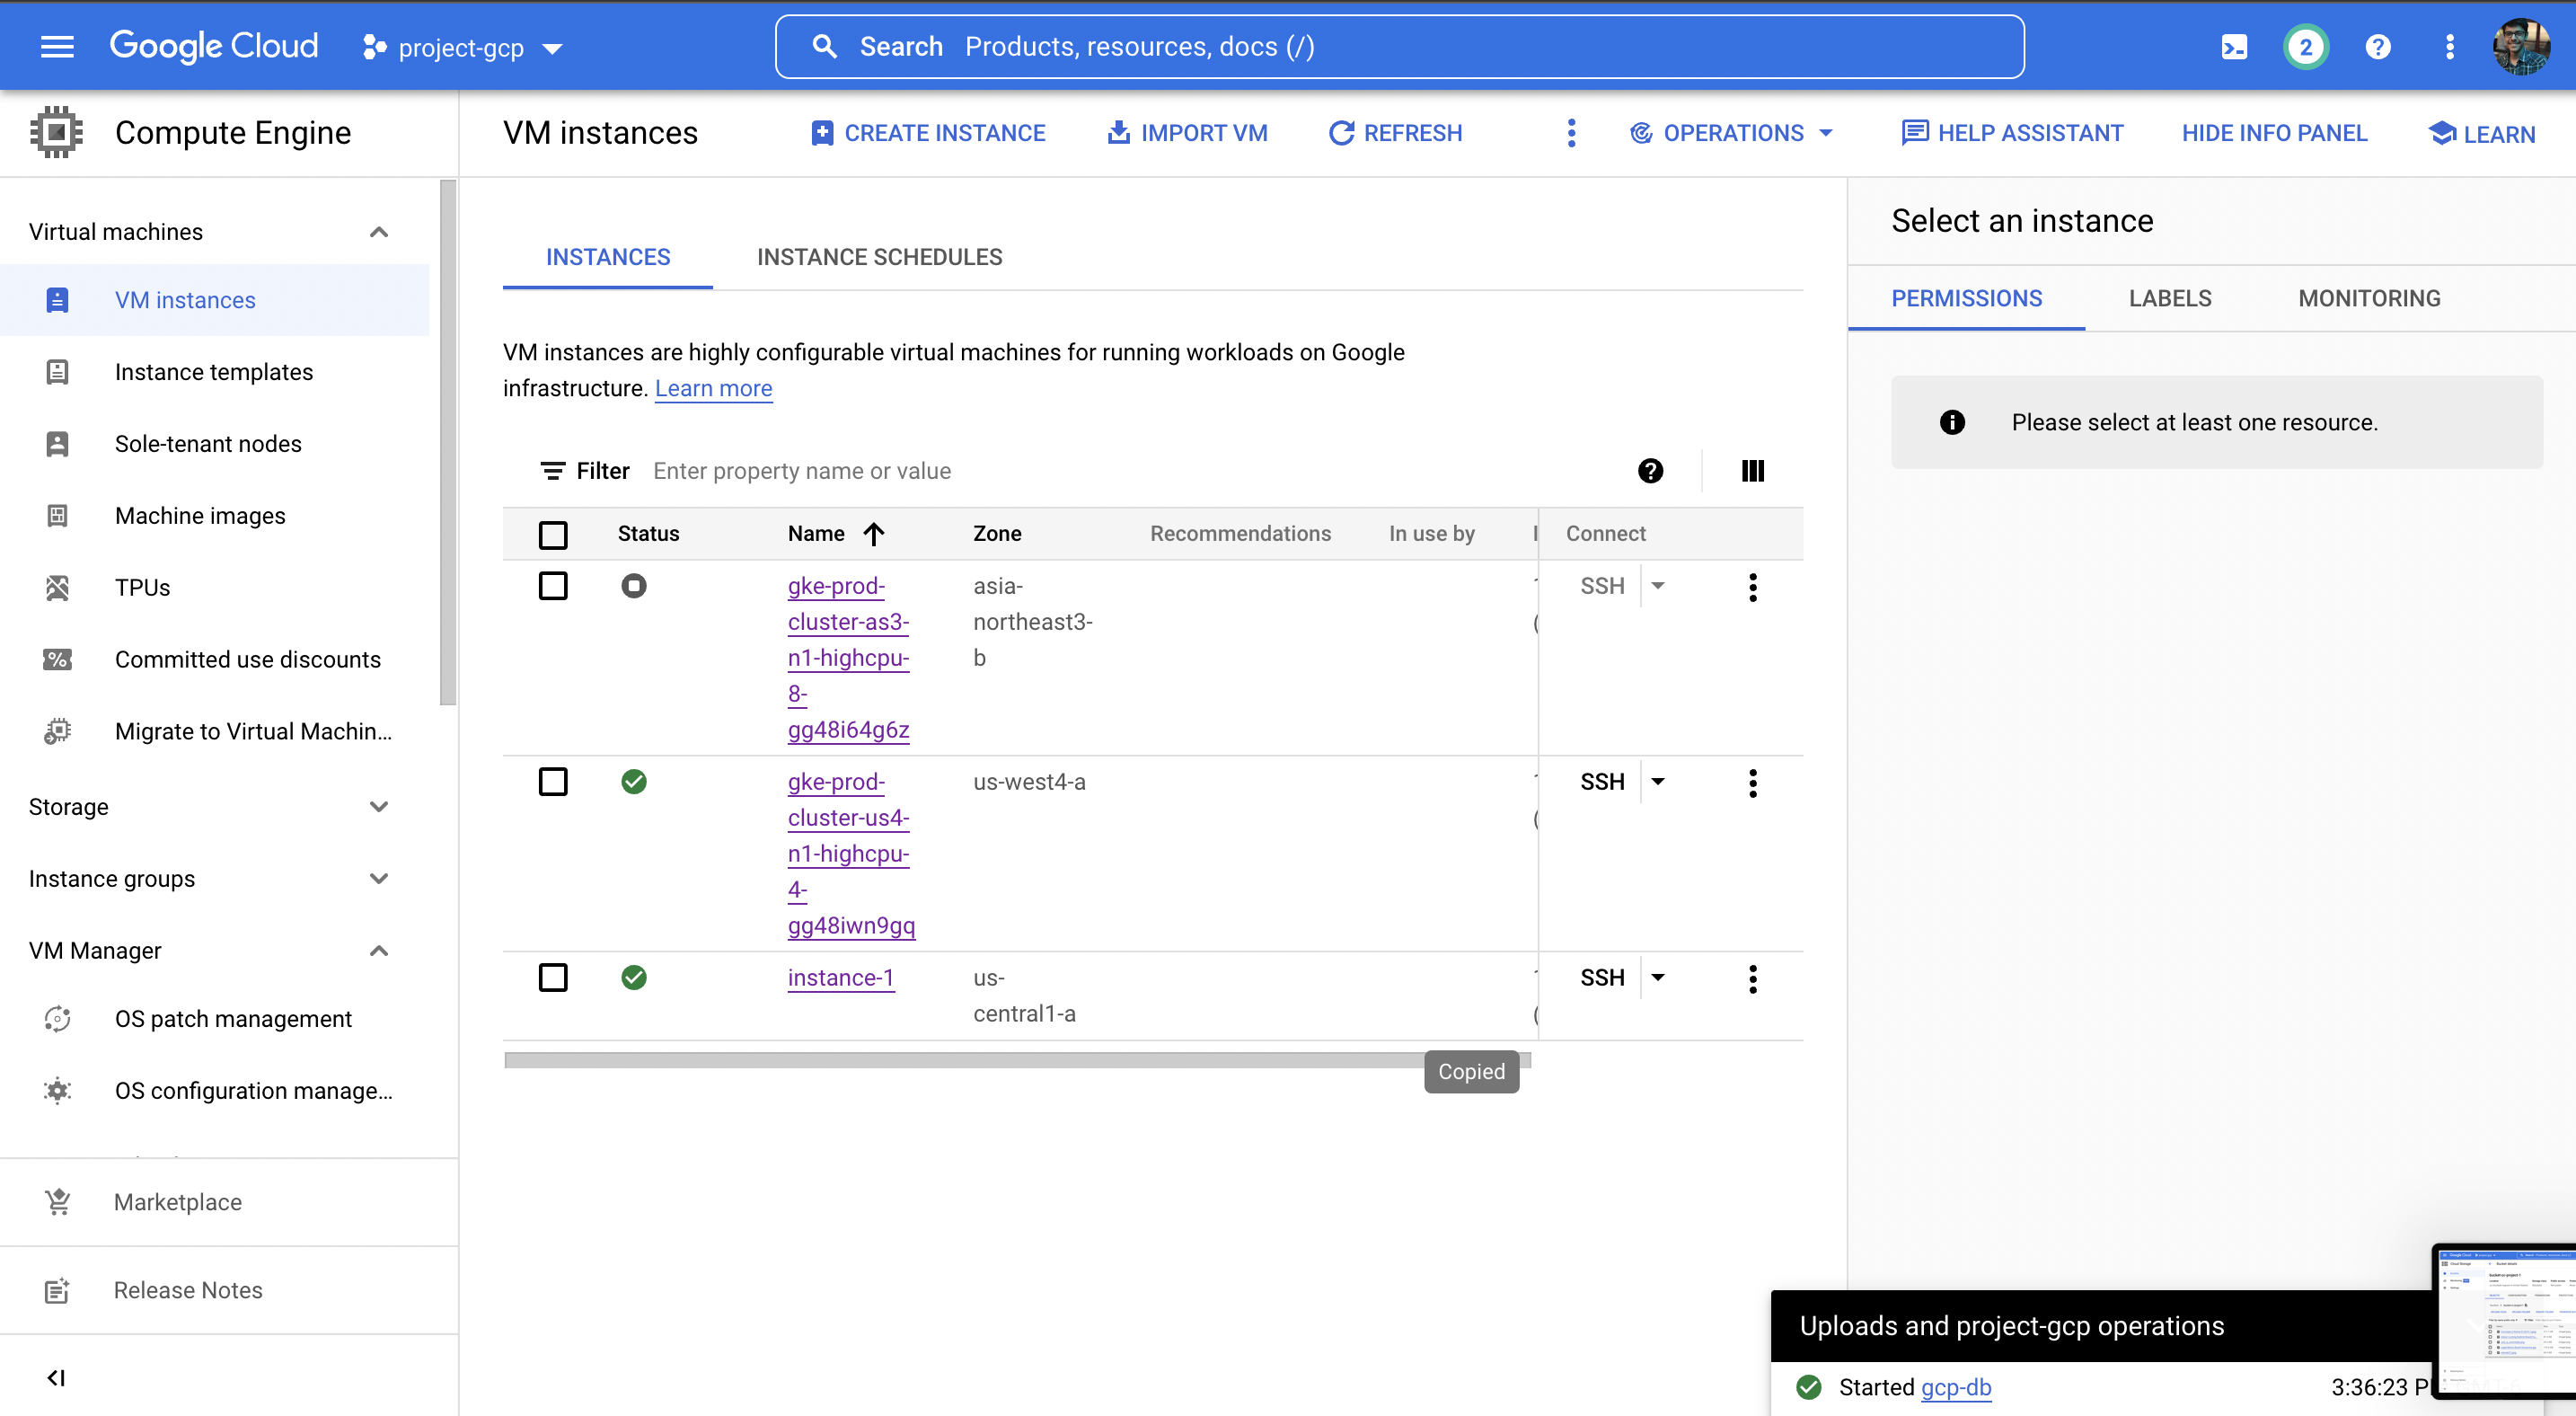 Google Cloud
project-gcp
Search Products, resources, docs (/)
2
Compute Engine
VM instances
CREATE INSTANCE
IMPORT VM
REFRESH
OPERATIONS
HELP ASSISTANT
HIDE INFO PANEL
LEARN
Virtual machines
VM instances
Instance templates
Sole-tenant nodes
Machine images
TPUs
Committed use discounts
Migrate to Virtual Machin...
Storage
Instance groups
VM Manager
OS patch management
OS configuration manage...
Marketplace
Release Notes
INSTANCES
INSTANCE SCHEDULES
VM instances are highly configurable virtual machines for running workloads on Google
infrastructure. Learn more
Filter Enter property name or value
Status Name Zone Recommendations In use by Connect
gke-prod- asia- SSH
cluster-as3- northeast3-
n1-highcpu- b
8-
gg48i64g6z
gke-prod- us-west4-a SSH
cluster-us4-
n1-highcpu-
4-
gg48iwn9gq
instance-1 us- SSH
central1-a
Copied
Select an instance
PERMISSIONS
LABELS
MONITORING
Please select at least one resource.
Uploads and project-gcp operations
Started gcp-db 3:36:23